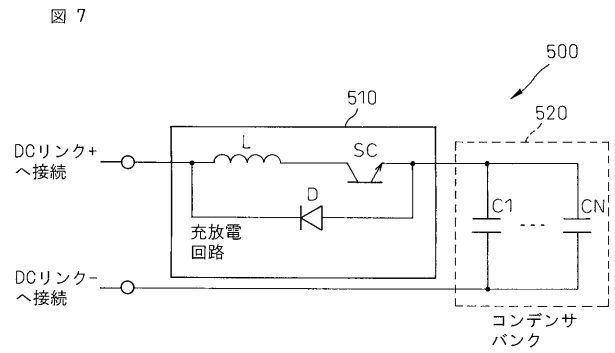 図 7
500
510
520
DCリンク+
へ接続
L
SC
D
充放電
回路
C1
CN
DCリンク-
へ接続
コンデンサ
バンク